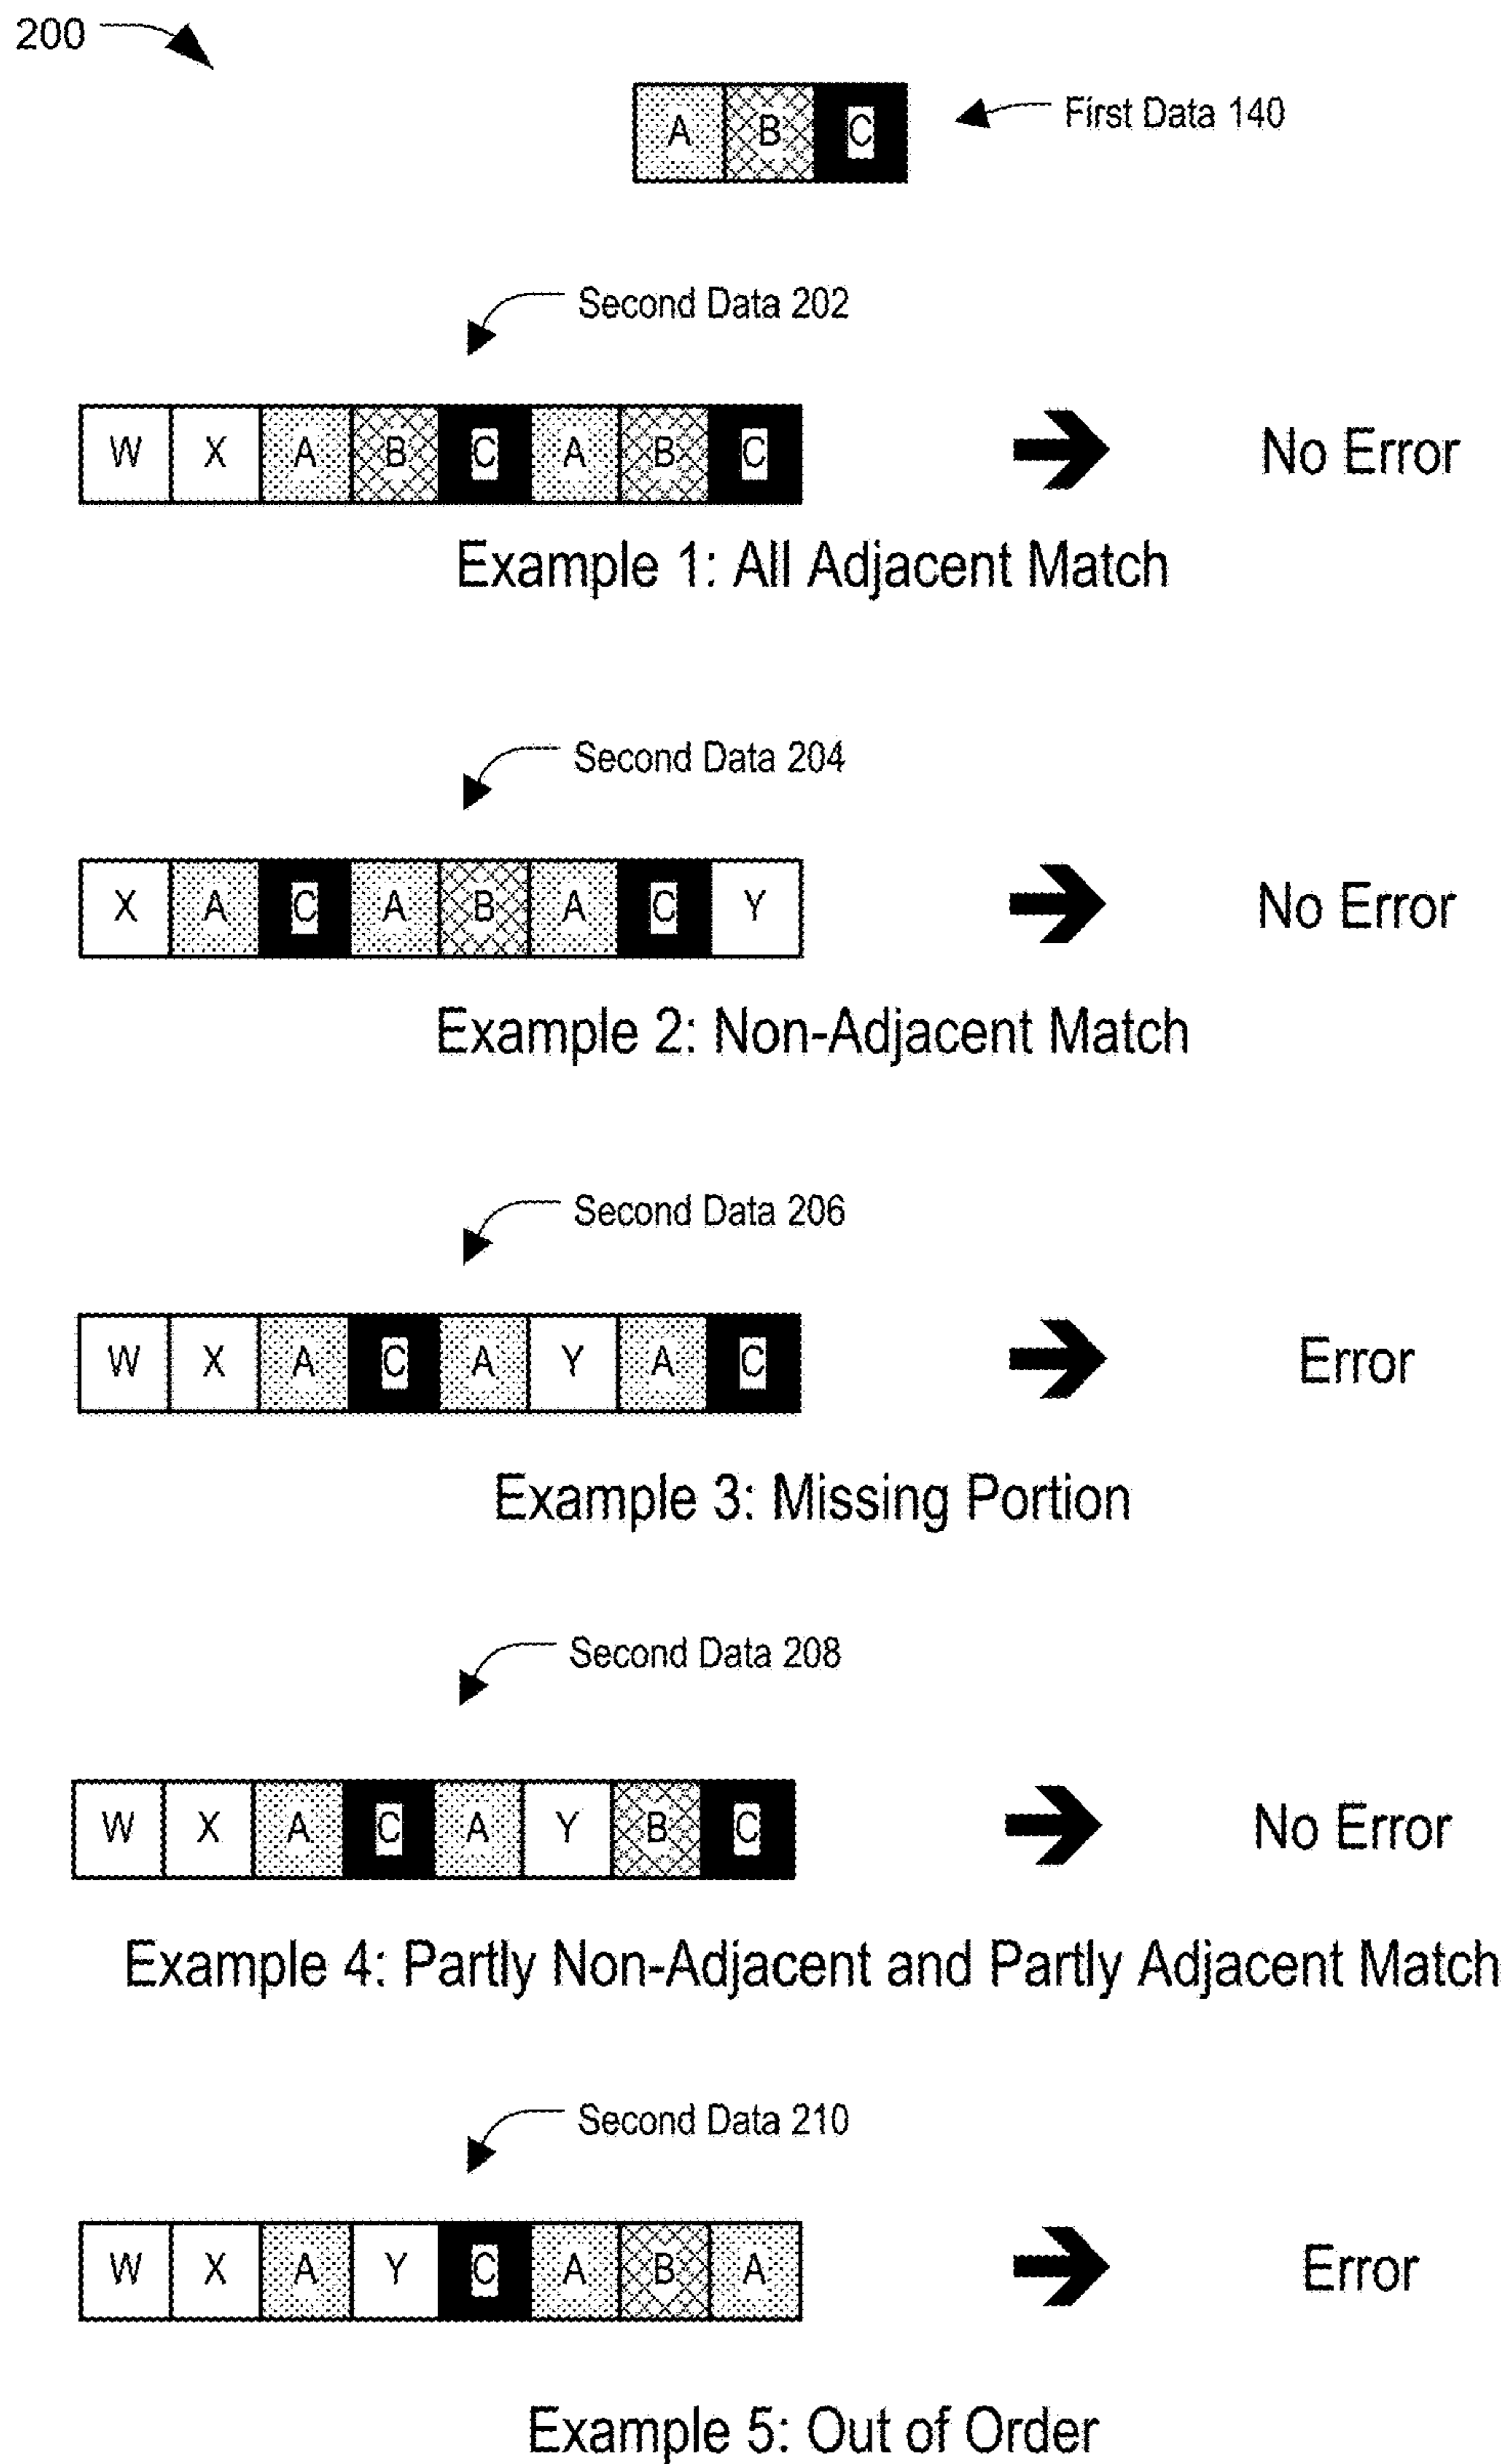 200
A B C
First Data 140
Second Data 202
W X A B C A B C
No Error
Example 1: All Adjacent Match
Second Data 204
X A C A B A C Y
No Error
Example 2: Non-Adjacent Match
Second Data 206
W X A C A Y A C
Error
Example 3: Missing Portion
Second Data 208
W X A C A Y B C
No Error
Example 4: Partly Non-Adjacent and Partly Adjacent Match
Second Data 210
W X A Y C A B A
Error
Example 5: Out of Order